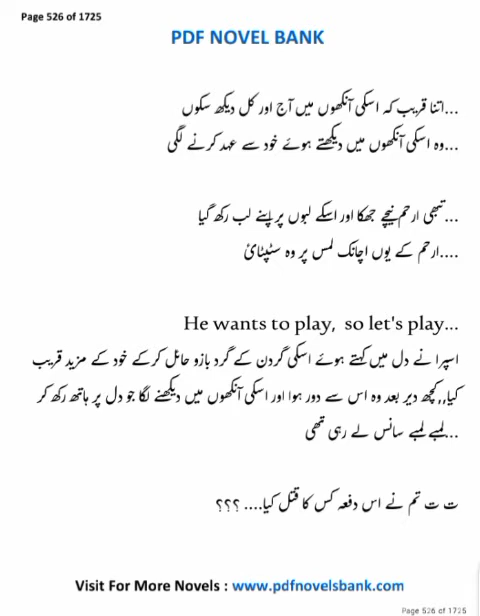 Page 526 of 1725
PDF NOVEL BANK
...اتنا قریب کہ اسکی آنکھوں میں آج اور کل دیکھ سکوں
...وہ اسکی آنکھوں میں دیکھتے ہوئے خود سے عہد کرنے لگی
...تبھی ارحم نیچے جھکا اور اسکے لبوں پر اپنے لب رکھ گیا
....ارحم کے یوں اچانک لمس پر وہ سٹپٹائ
He wants to play, so let's play...
اسپرا نے دل میں کہتے ہوئے اسکی گردن کے گرد بازو حائل کرکے خود کے مزید قریب
کیا,,کچھ دیر بعد وہ اس سے دور ہوا اور اسکی آنکھوں میں دیکھنے لگا جو دل پر ہاتھ رکھ کر
...لمبے لمبے سانس لے رہی تھی
ت ت تم نے اس دفعہ کس کا قتل کیا.... ؟؟؟
Visit For More Novels : www.pdfnovelsbank.com
Page 526 of 1725